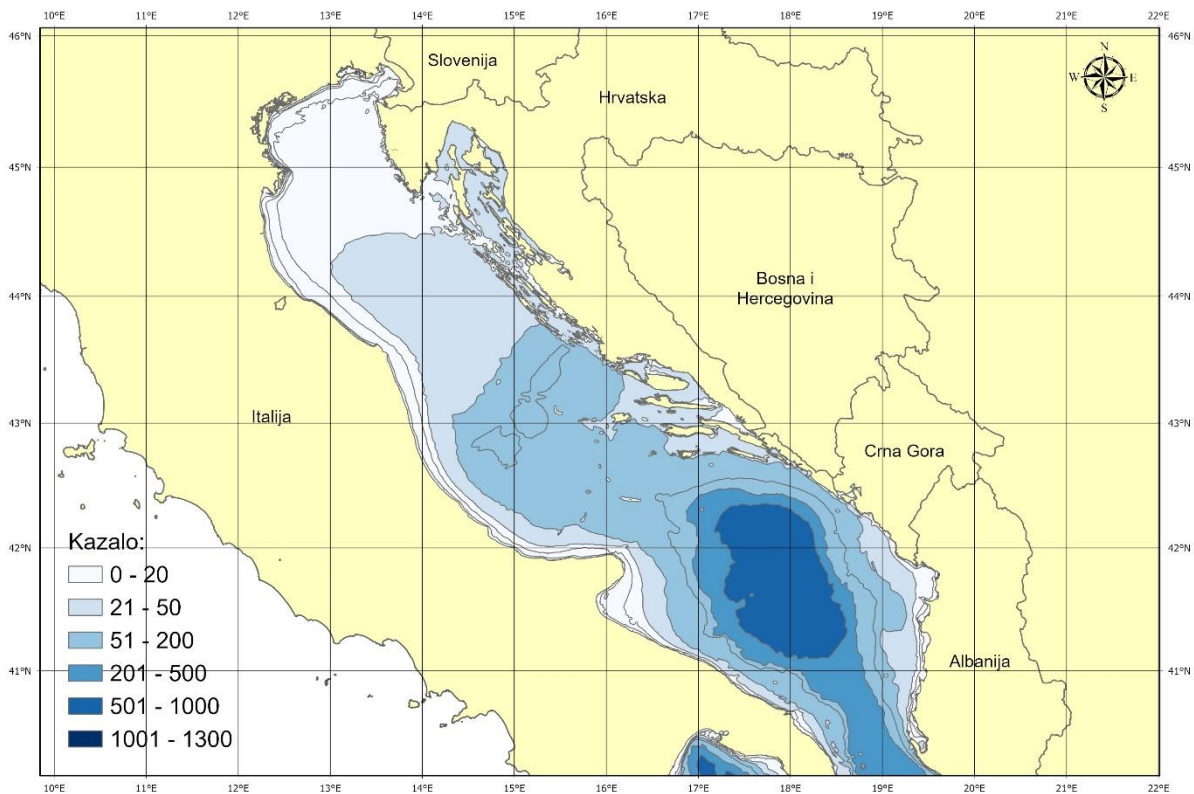 10°E 11°E 12°E 13°E 14°E 15°E 16°E 17°E 18°E 19°E 20°E 21°E 22°E
46°N 46°N
Slovenija
N
W E
S
Hrvatska
45°N 45°N
Bosna i
Hercegovina
44°N 44°N
Italija
43°N 43°N
Crna Gora
42°N 42°N
Kazalo:
0 - 20
21 - 50
51 - 200
201 - 500
501 - 1000
1001 - 1300
Albanija
41°N 41°N
10°E 11°E 12°E 13°E 14°E 15°E 16°E 17°E 18°E 19°E 20°E 21°E 22°E